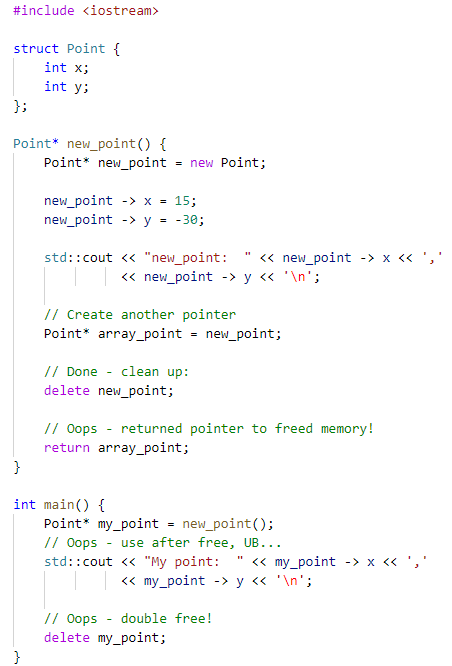 #include <iostream>
struct Point {
    int x;
    int y;
};
Point* new_point() {
    Point* new_point = new Point;
    new_point -> x = 15;
    new_point -> y = -30;
    std::cout << "new_point:  " << new_point -> x << ','
              << new_point -> y << '\n';
    // Create another pointer
    Point* array_point = new_point;
    // Done - clean up:
    delete new_point;
    // Oops - returned pointer to freed memory!
    return array_point;
}
int main() {
    Point* my_point = new_point();
    // Oops - use after free, UB...
    std::cout << "My point:  " << my_point -> x << ','
              << my_point -> y << '\n';
    // Oops - double free!
    delete my_point;
}